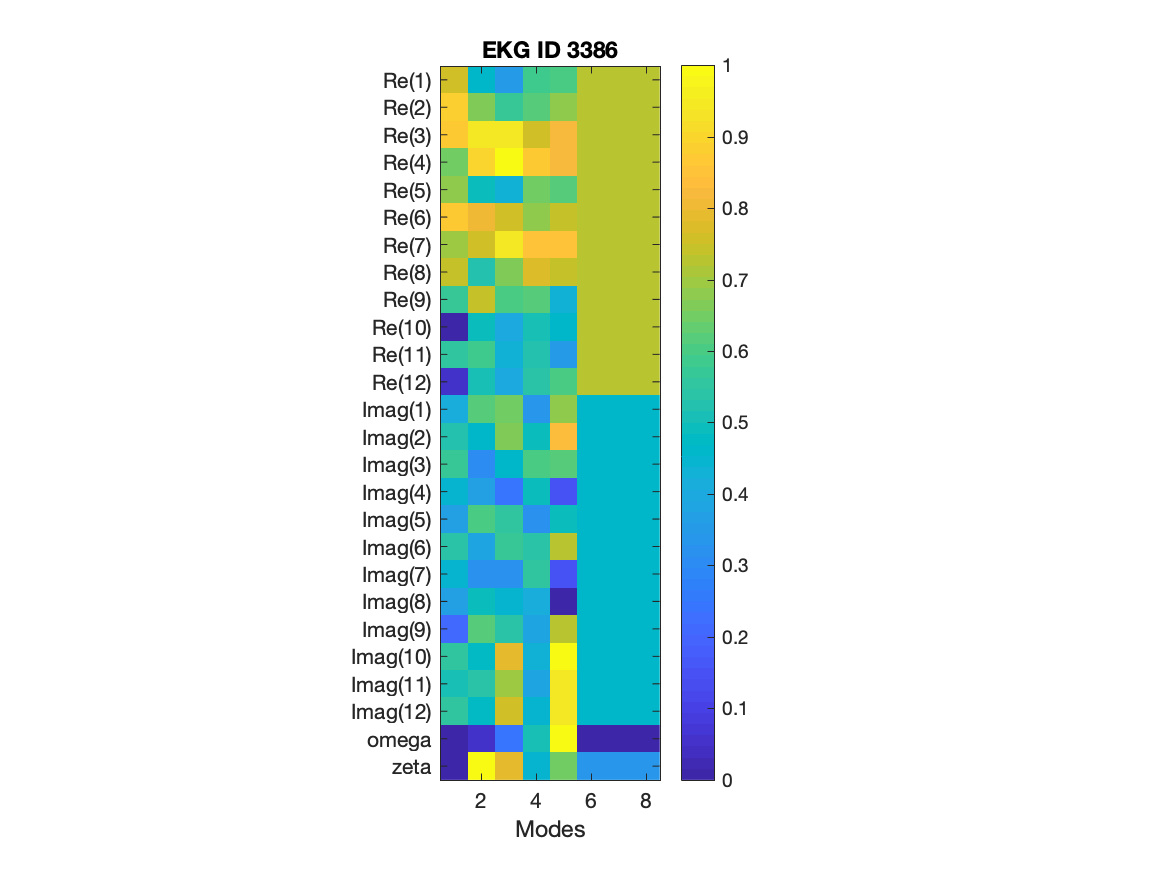 EKG ID 3386
Re(1)
Re(2)
Re(3)
Re(4)
Re(5)
Re(6)
Re(7)
Re(8)
Re(9)
Re(10)
Re(11)
Re(12)
Imag(1)
Imag(2)
Imag(3)
Imag(4)
Imag(5)
Imag(6)
Imag(7)
Imag(8)
Imag(9)
Imag(10)
Imag(11)
Imag(12)
omega
zeta
2 4 6 8
Modes
1
0.9
0.8
0.7
0.6
0.5
0.4
0.3
0.2
0.1
0